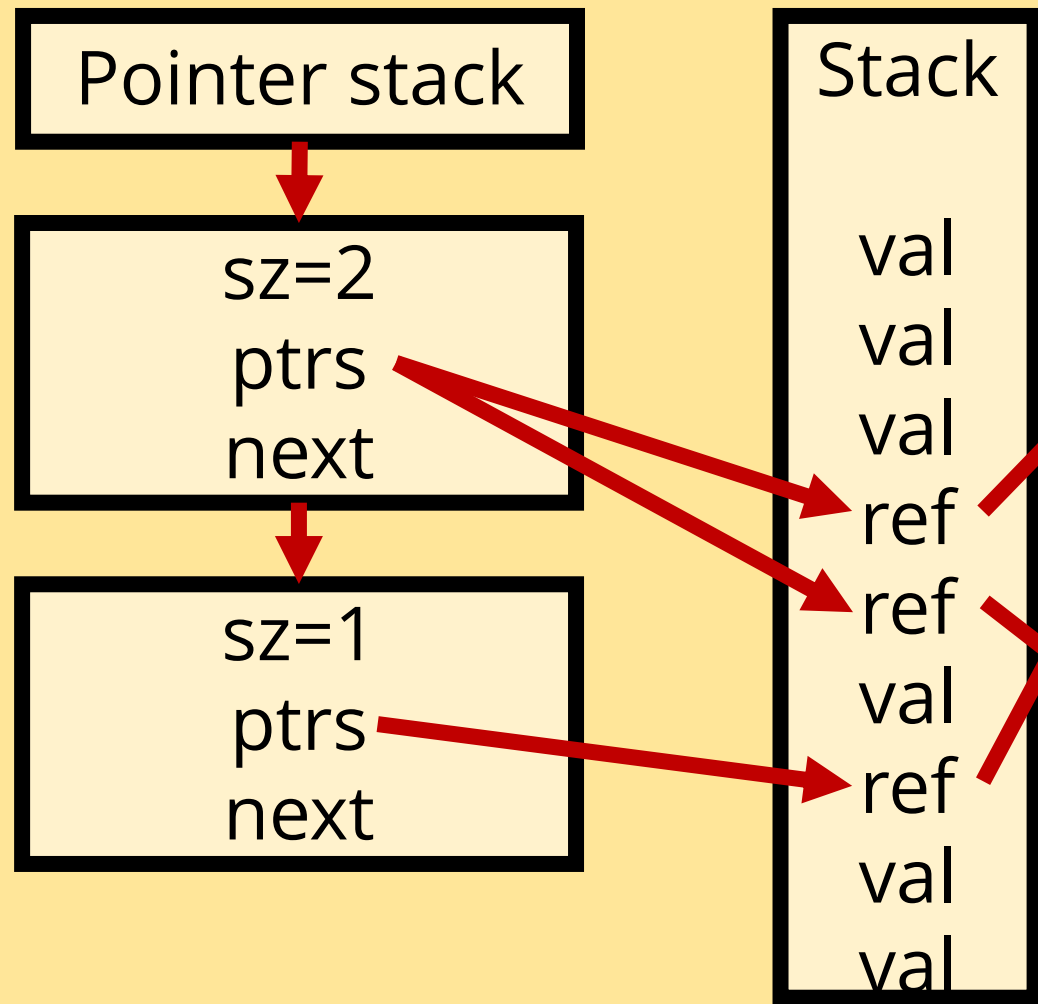 Pointer stack
sz=2
ptrs
next
sz=1
ptrs
next
Stack
val
val
val
ref
ref
val
ref
val
val